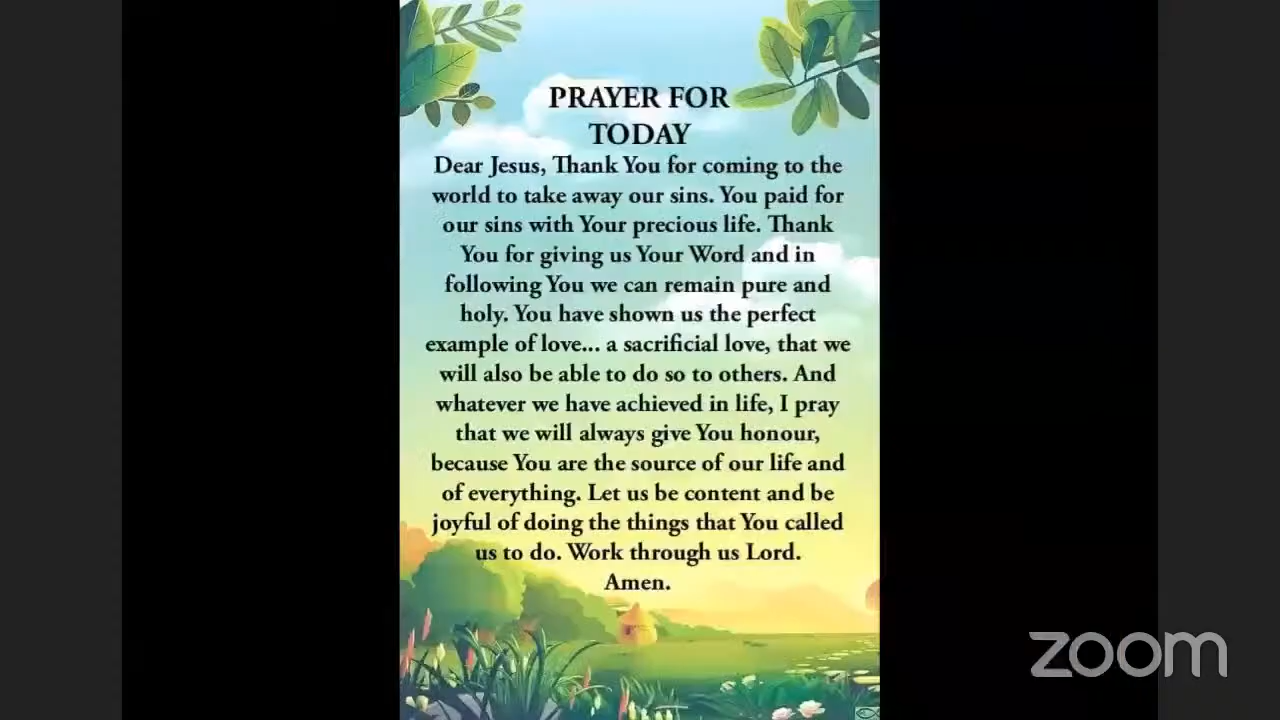 PRAYER FOR
TODAY
Dear Jesus, Thank You for coming to the
world to take away our sins. You paid for
our sins with Your precious life. Thank
You for giving us Your Word and in
following You we can remain pure and
holy. You have shown us the perfect
example of love... a sacrificial love, that we
will also be able to do so to others. And
whatever we have achieved in life, I pray
that we will always give You honour,
because You are the source of our life and
of everything. Let us be content and be
joyful of doing the things that You called
us to do. Work through us Lord.
Amen.
zoom